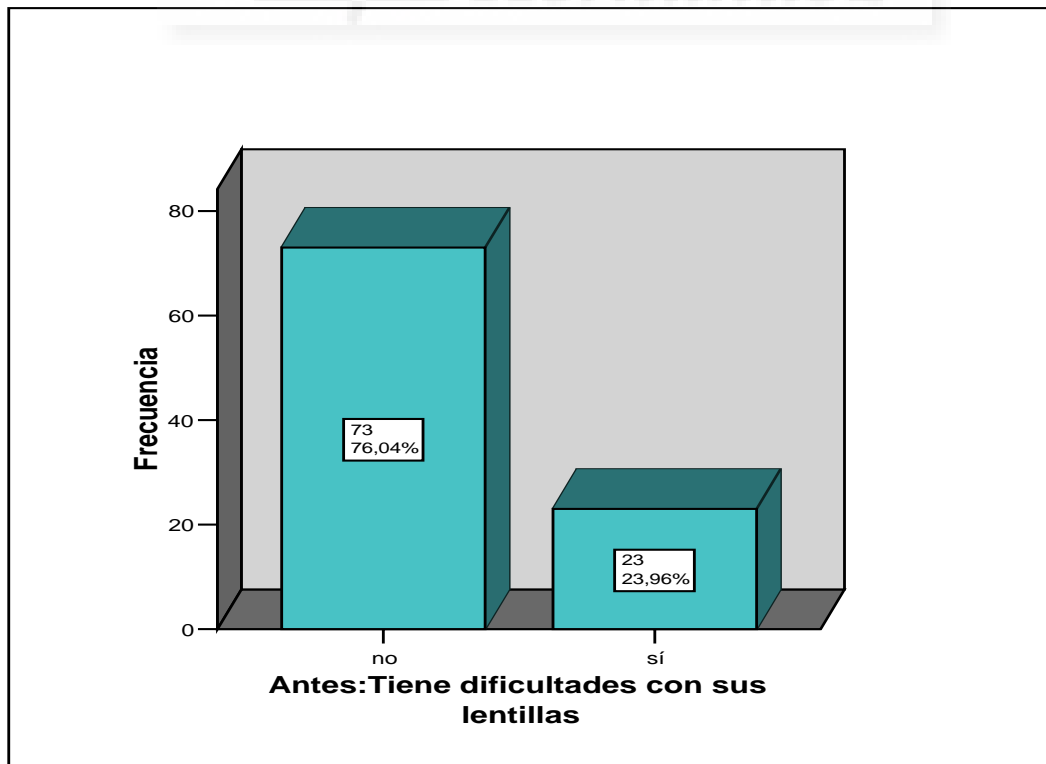 80
60
40
20
0
Frecuencia
73
76,04%
23
23,96%
no
sí
Antes:Tiene dificultades con sus
lentillas